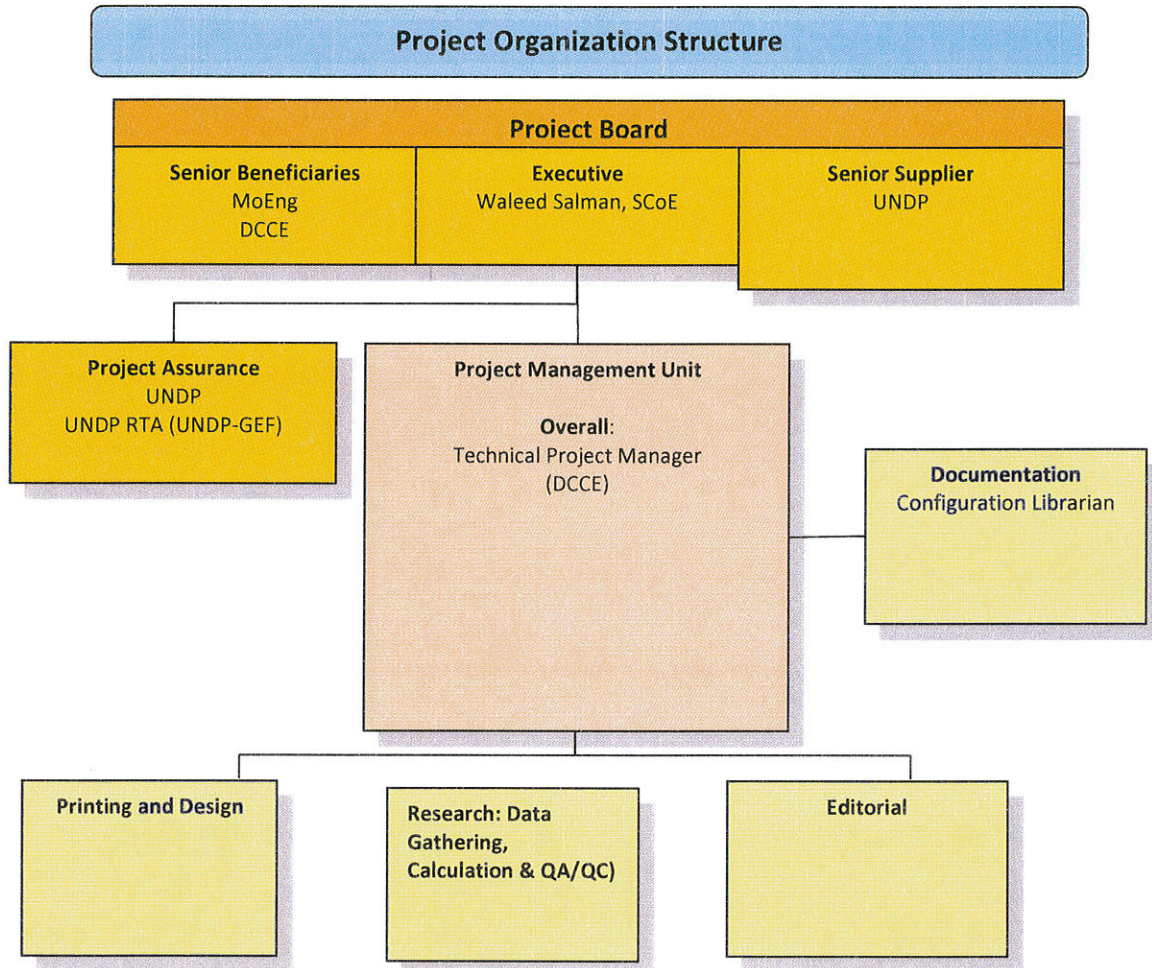 Project Organization Structure
Project Board
Senior Beneficiaries
MoEng
DCCE
Executive
Waleed Salman, SCoE
Senior Supplier
UNDP
Project Assurance
UNDP
UNDP RTA (UNDP-GEF)
Project Management Unit
Overall:
Technical Project Manager
(DCCE)
Documentation
Configuration Librarian
Printing and Design
Research: Data
Gathering,
Calculation & QA/QC)
Editorial